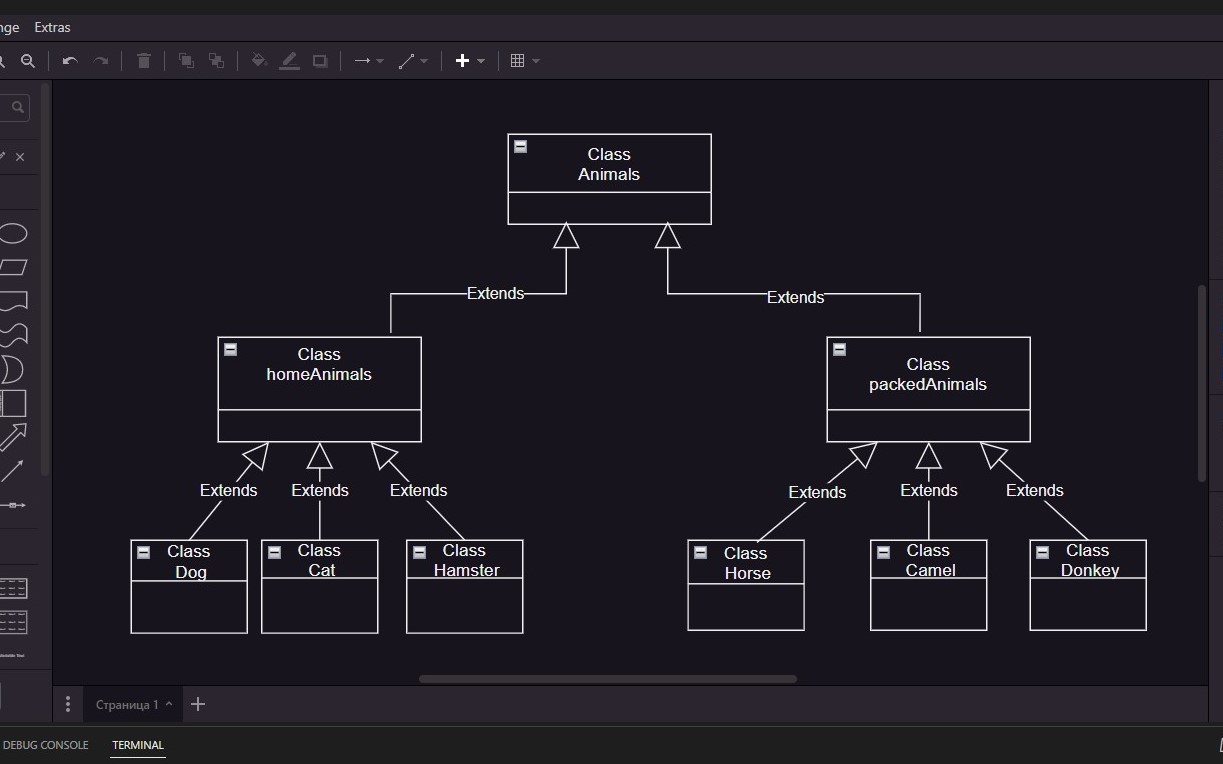 nge Extras
Class
Animals
Extends
Extends
Class
homeAnimals
Class
packedAnimals
Extends
Extends
Extends
Extends
Extends
Extends
Class
Dog
Class
Cat
Class
Hamster
Class
Horse
Class
Camel
Class
Donkey
Страница 1
DEBUG CONSOLE TERMINAL